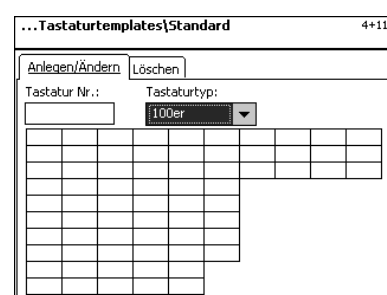 ...Tastaturtemplates\Standard 4+11
Anlegen/Ändern Löschen
Tastatur Nr.: Tastaturtyp:
100er